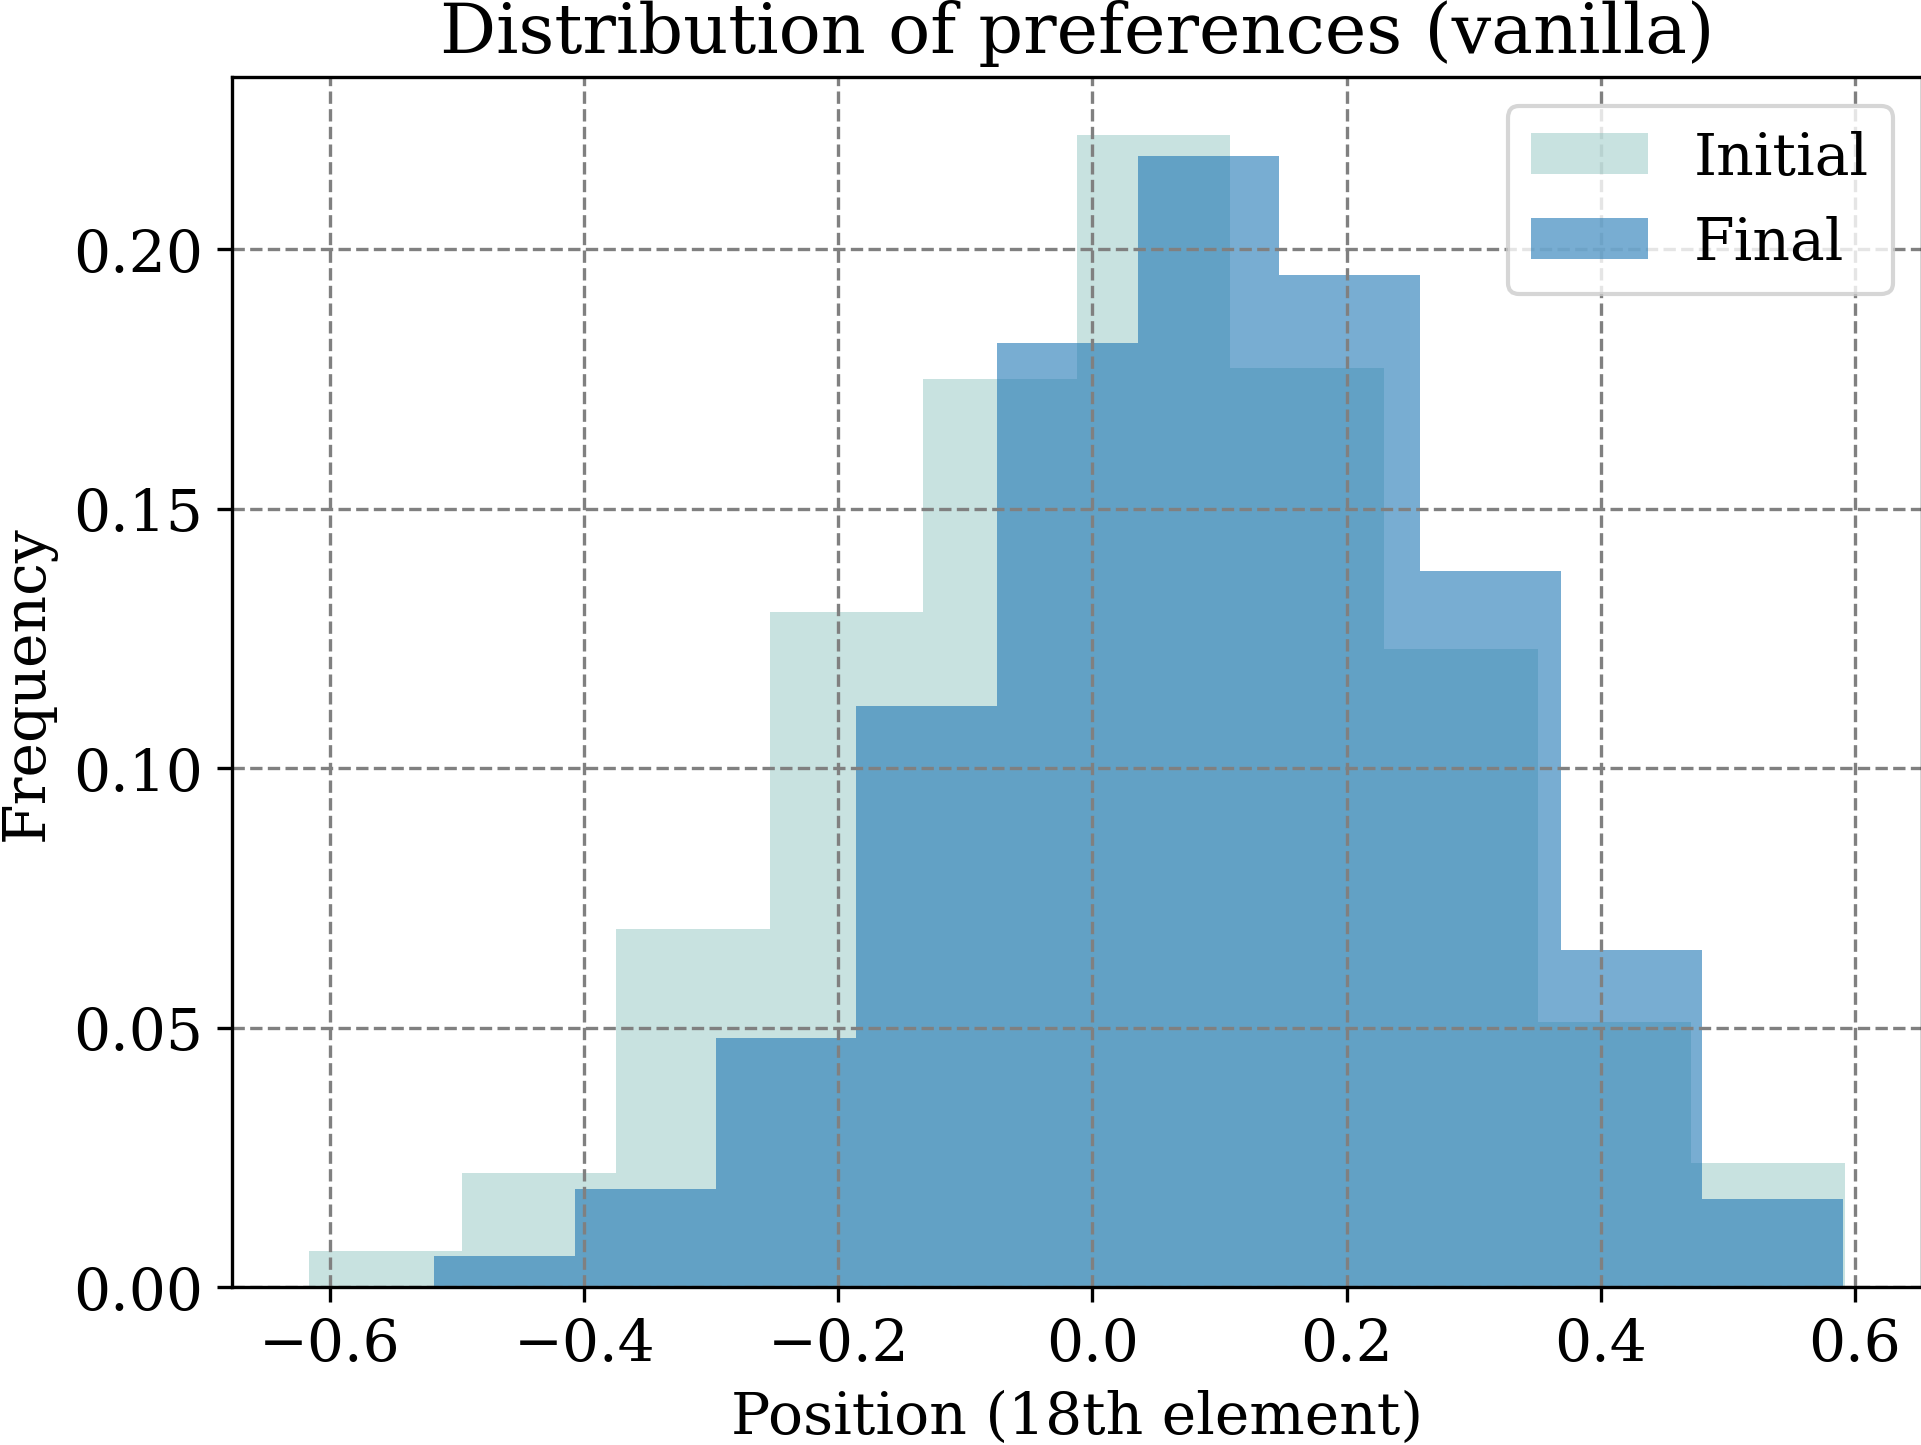 Distribution of preferences (vanilla)
Initial
Final
Frequency
0.20
0.15
0.10
0.05
0.00
−0.6 −0.4 −0.2 0.0 0.2 0.4 0.6
Position (18th element)